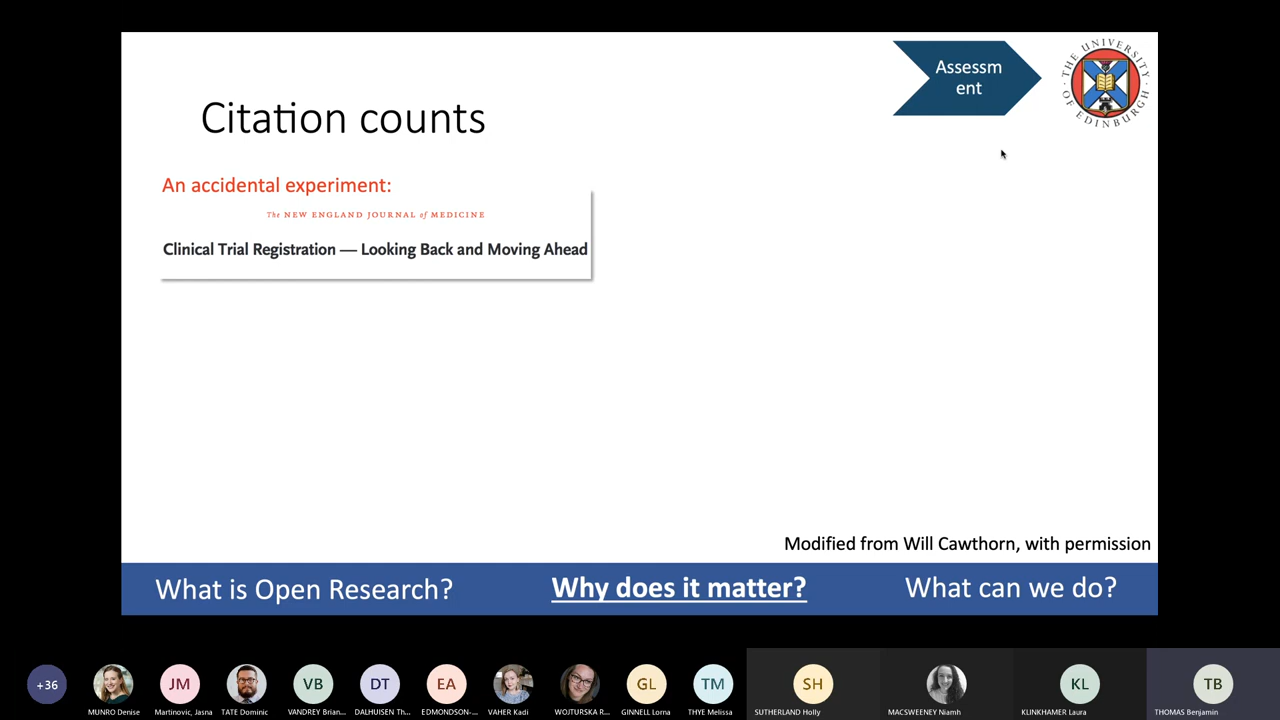 Assessm
ent
THE UNIVERSITY OF EDINBURGH
Citation counts
An accidental experiment:
The NEW ENGLAND JOURNAL of MEDICINE
Clinical Trial Registration — Looking Back and Moving Ahead
Modified from Will Cawthorn, with permission
What is Open Research?
Why does it matter?
What can we do?
+36
JM
VB
DT
EA
GL
TM
SH
KL
TB
MUNRO Denise
Martinovic, Jasna
TATE Dominic
VANDREY Brian...
DALHUISEN Th...
EDMONDSON-...
VAHER Kadi
WOJTURSKA R...
GINNELL Lorna
THYE Melissa
SUTHERLAND Holly
MACSWEENEY Niamh
KLINKHAMER Laura
THOMAS Benjamin